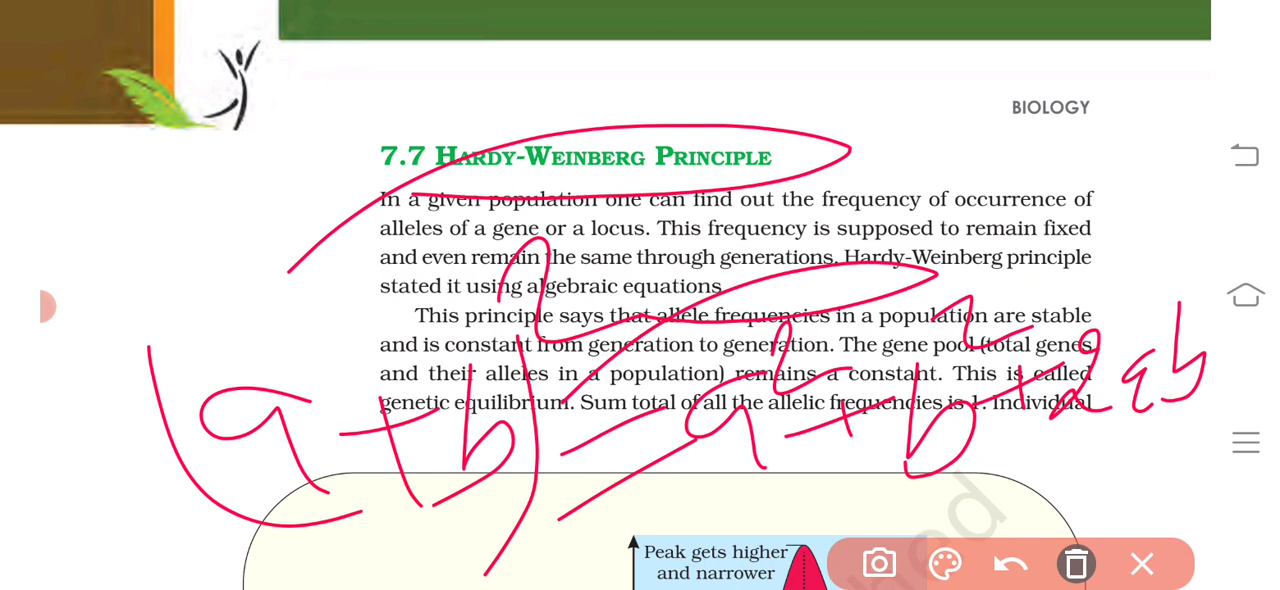 BIOLOGY
7.7 HARDY-WEINBERG PRINCIPLE
In a given population one can find out the frequency of occurrence of
alleles of a gene or a locus. This frequency is supposed to remain fixed
and even remain the same through generations. Hardy-Weinberg principle
stated it using algebraic equations.
This principle says that allele frequencies in a population are stable
and is constant from generation to generation. The gene pool (total genes
and their alleles in a population) remains a constant. This is called
genetic equilibrium. Sum total of all the allelic frequencies is 1. Individual
(a+b)² = a² + b² + 2ab
Peak gets higher
and narrower